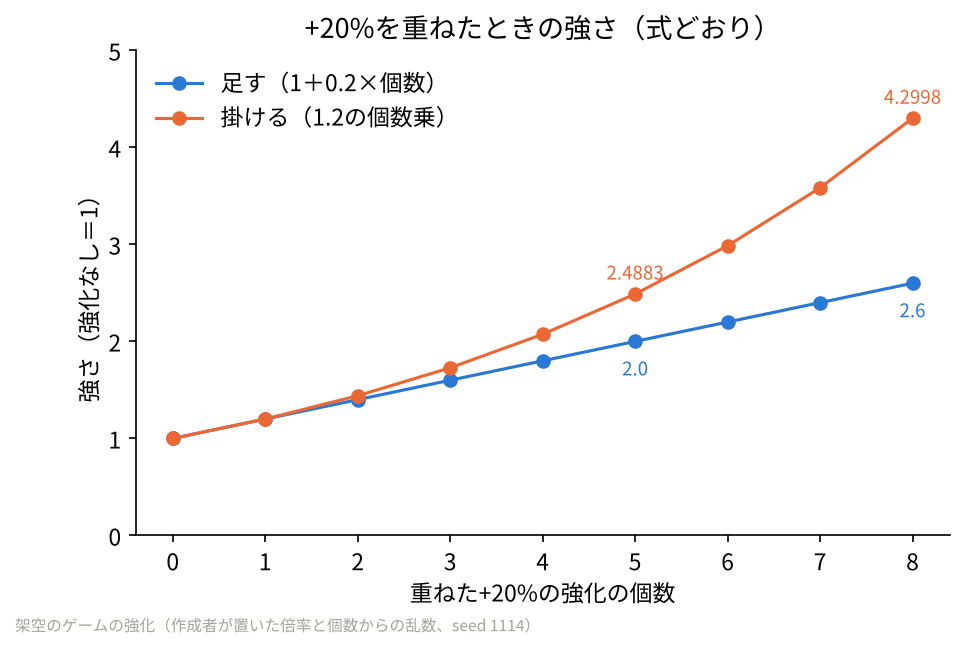 +20%を重ねたときの強さ（式どおり）
足す（1＋0.2×個数）
掛ける（1.2の個数乗）
強さ（強化なし＝1）
5
4
3
2
1
0
4.2998
2.4883
2.6
2.0
0 1 2 3 4 5 6 7 8
重ねた+20%の強化の個数
架空のゲームの強化（作成者が置いた倍率と個数からの乱数、seed 1114）